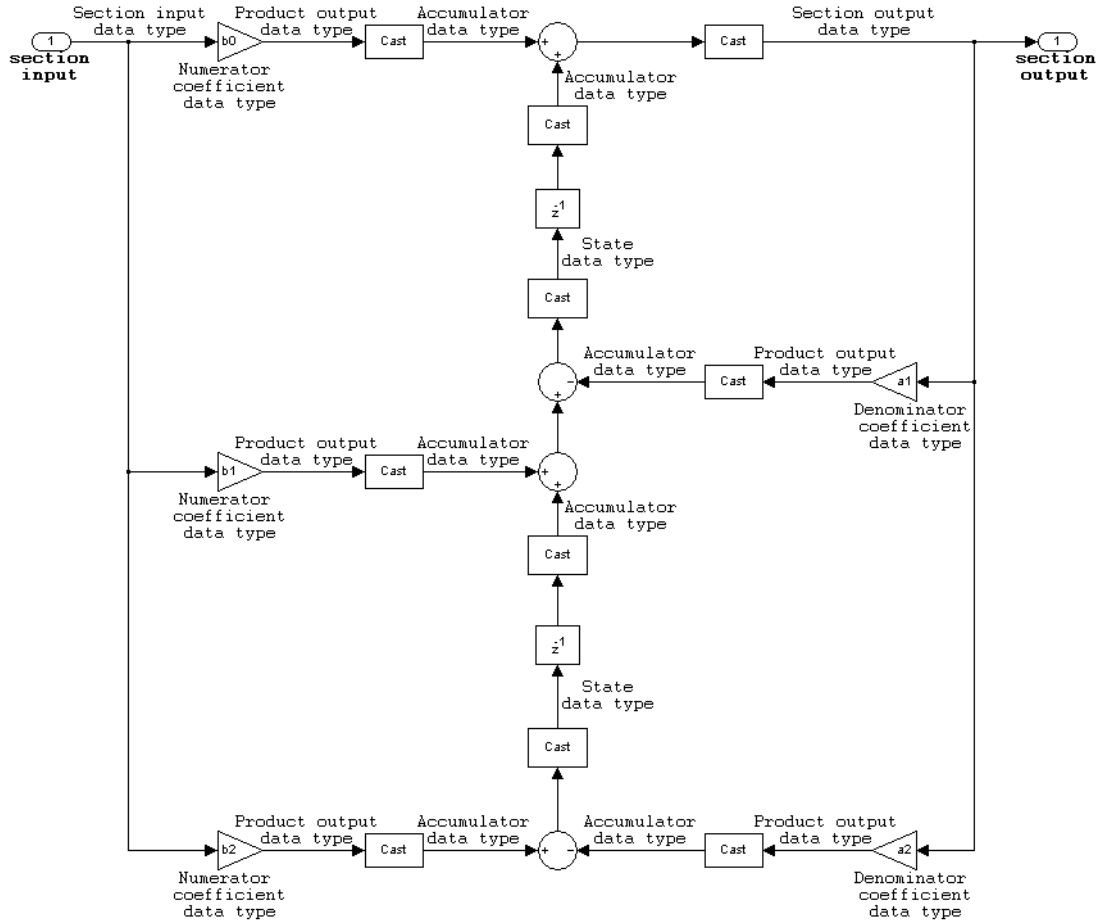 Section input
data type
Product output
data type
Accumulator
data type
Section output
data type
1
section
input
b0
Cast
+
+
Cast
1
section
output
Numerator
coefficient
data type
Accumulator
data type
Cast
z-1
State
data type
Cast
Accumulator
data type
Product output
data type
−
+
Cast
a1
Denominator
coefficient
data type
Product output
data type
Accumulator
data type
b1
Cast
+
+
Numerator
coefficient
data type
Accumulator
data type
Cast
z-1
State
data type
Cast
Product output
data type
Accumulator
data type
Accumulator
data type
Product output
data type
b2
Cast
+
−
Cast
a2
Numerator
coefficient
data type
Denominator
coefficient
data type